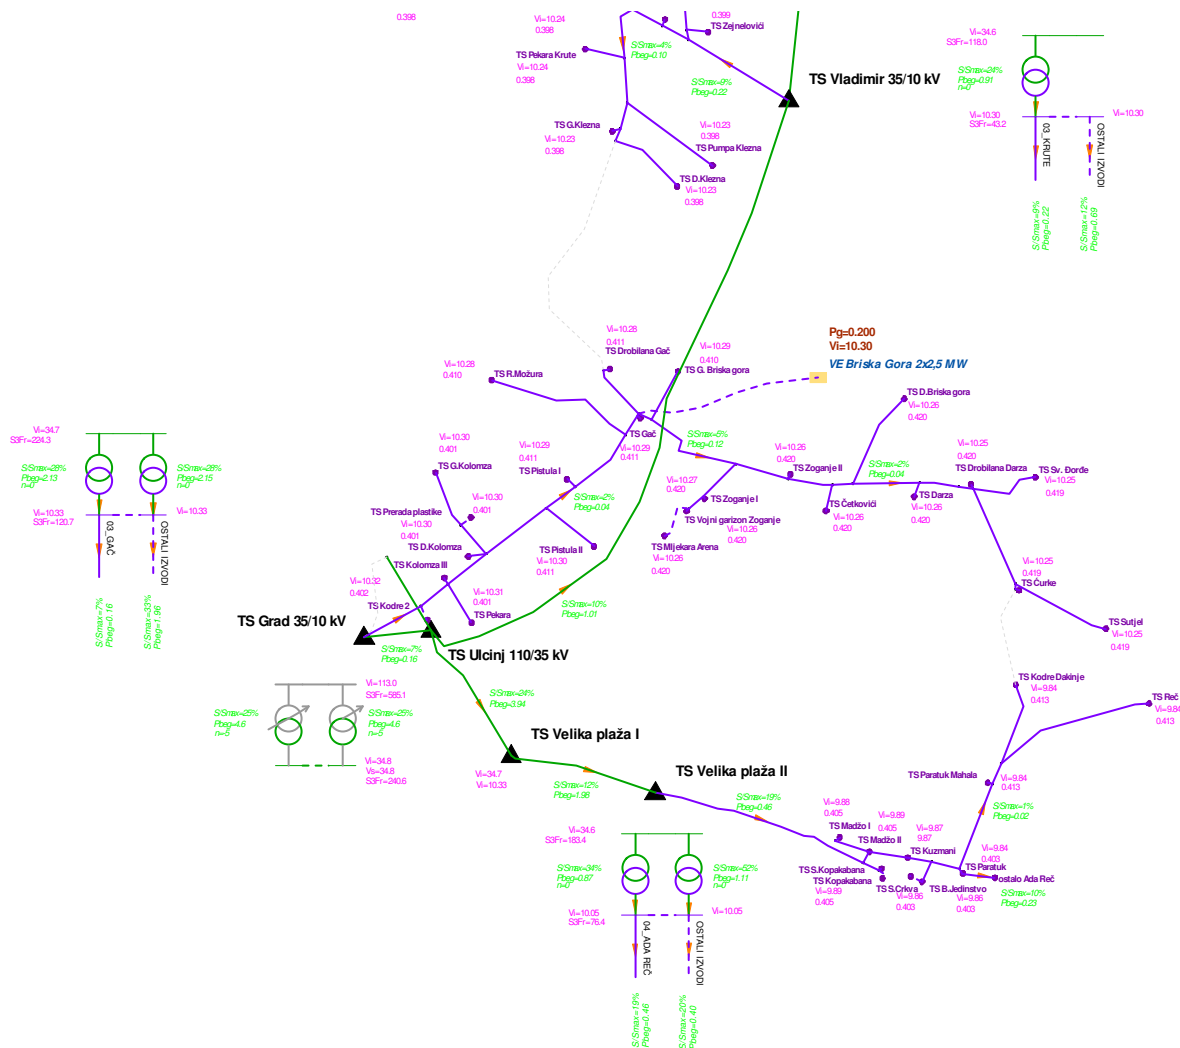 0.398
Vi=10.24
0.398
0.399
TS Zejnelovići
TS Pekara Krute
Vi=10.24
0.398
S/Smax=4%
Pbeg=0.10
S/Smax=9%
Pbeg=0.22
TS Vladimir 35/10 kV
TS G.Klezna
Vi=10.23
0.398
Vi=10.23
0.398
TS Pumpa Klezna
TS D.Klezna
Vi=10.23
0.398
Vi=34.6
S3Fr=118.0
S/Smax=24%
Pbeg=0.91
n=0
Vi=10.30
S3Fr=43.2
Vi=10.30
03_KRUTE
OSTALI IZVODI
S/Smax=9%
Pbeg=0.22
S/Smax=12%
Pbeg=0.69
Pg=0.200
Vi=10.30
VE Briska Gora 2x2,5 MW
Vi=10.28
0.411
TS Drobilana Gač
Vi=10.29
0.410
TS G. Briska gora
Vi=10.28
0.410
TS R.Možura
TS Gač
Vi=10.29
0.411
S/Smax=5%
Pbeg=0.12
TS D.Briska gora
Vi=10.26
0.420
Vi=10.26
0.420
TS Zoganje II
S/Smax=2%
Pbeg=0.04
Vi=10.25
0.420
TS Drobilana Darza
TS Sv. Đorđe
Vi=10.25
0.419
TS Četkovići
Vi=10.26
0.420
TS Darza
Vi=10.26
0.420
Vi=10.27
0.420
TS Zoganje I
TS Vojni garizon Zoganje
Vi=10.26
0.420
TS Mljekara Arena
Vi=10.26
0.420
Vi=10.30
0.401
TS G.Kolomza
Vi=10.29
0.411
TS Pistula I
S/Smax=2%
Pbeg=0.04
Vi=10.30
0.401
TS Prerada plastike
Vi=10.30
0.401
TS D.Kolomza
TS Kolomza III
TS Pistula II
Vi=10.30
0.411
Vi=10.32
0.402
TS Kodre 2
Vi=10.31
0.401
TS Pekara
S/Smax=10%
Pbeg=1.01
Vi=34.7
S3Fr=224.3
S/Smax=28%
Pbeg=2.13
n=0
S/Smax=28%
Pbeg=2.15
n=0
Vi=10.33
S3Fr=120.7
Vi=10.33
03_GAČ
OSTALI IZVODI
S/Smax=7%
Pbeg=0.16
S/Smax=33%
Pbeg=1.96
TS Grad 35/10 kV
S/Smax=7%
Pbeg=0.16
TS Ulcinj 110/35 kV
Vi=10.25
0.419
TS Ćurke
TS Sutjel
Vi=10.25
0.419
Vi=113.0
S3Fr=585.1
S/Smax=25%
Pbeg=4.6
n=5
S/Smax=25%
Pbeg=4.6
n=5
Vi=34.8
Vs=34.8
S3Fr=240.6
S/Smax=24%
Pbeg=3.94
TS Velika plaža I
Vi=34.7
Vi=10.33
S/Smax=12%
Pbeg=1.98
TS Velika plaža II
S/Smax=19%
Pbeg=0.46
TS Kodre Dakinje
Vi=9.84
0.413
TS Reč
Vi=9.84
0.413
TS Paratuk Mahala
Vi=9.84
0.413
S/Smax=1%
Pbeg=0.02
Vi=9.88
0.405
TS Madžo I
Vi=9.89
0.405
TS Madžo II
Vi=9.87
9.87
TS Kuzmani
Vi=9.84
0.403
TS Paratuk
ostalo Ada Reč
TS S.Kopakabana
TS Kopakabana
Vi=9.89
0.405
TS S.Crkva
Vi=9.86
0.403
TS B.Jedinstvo
Vi=9.86
0.403
S/Smax=10%
Pbeg=0.23
Vi=34.6
S3Fr=183.4
S/Smax=34%
Pbeg=0.87
n=0
S/Smax=52%
Pbeg=1.11
n=0
Vi=10.05
S3Fr=76.4
Vi=10.05
04_ADA REČ
OSTALI IZVODI
S/Smax=19%
Pbeg=0.46
S/Smax=20%
Pbeg=0.40